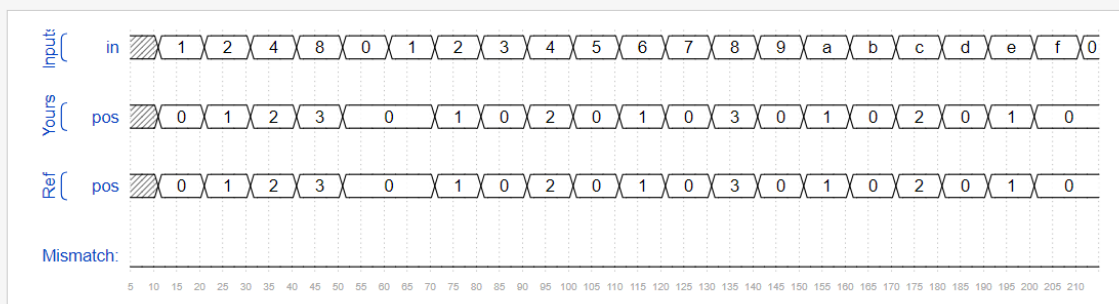 Inputs in 1 2 4 8 0 1 2 3 4 5 6 7 8 9 a b c d e f 0
Yours pos 0 1 2 3 0 1 0 2 0 1 0 3 0 1 0 2 0 1 0
Ref pos 0 1 2 3 0 1 0 2 0 1 0 3 0 1 0 2 0 1 0
Mismatch:
5 10 15 20 25 30 35 40 45 50 55 60 65 70 75 80 85 90 95 100 105 110 115 120 125 130 135 140 145 150 155 160 165 170 175 180 185 190 195 200 205 210